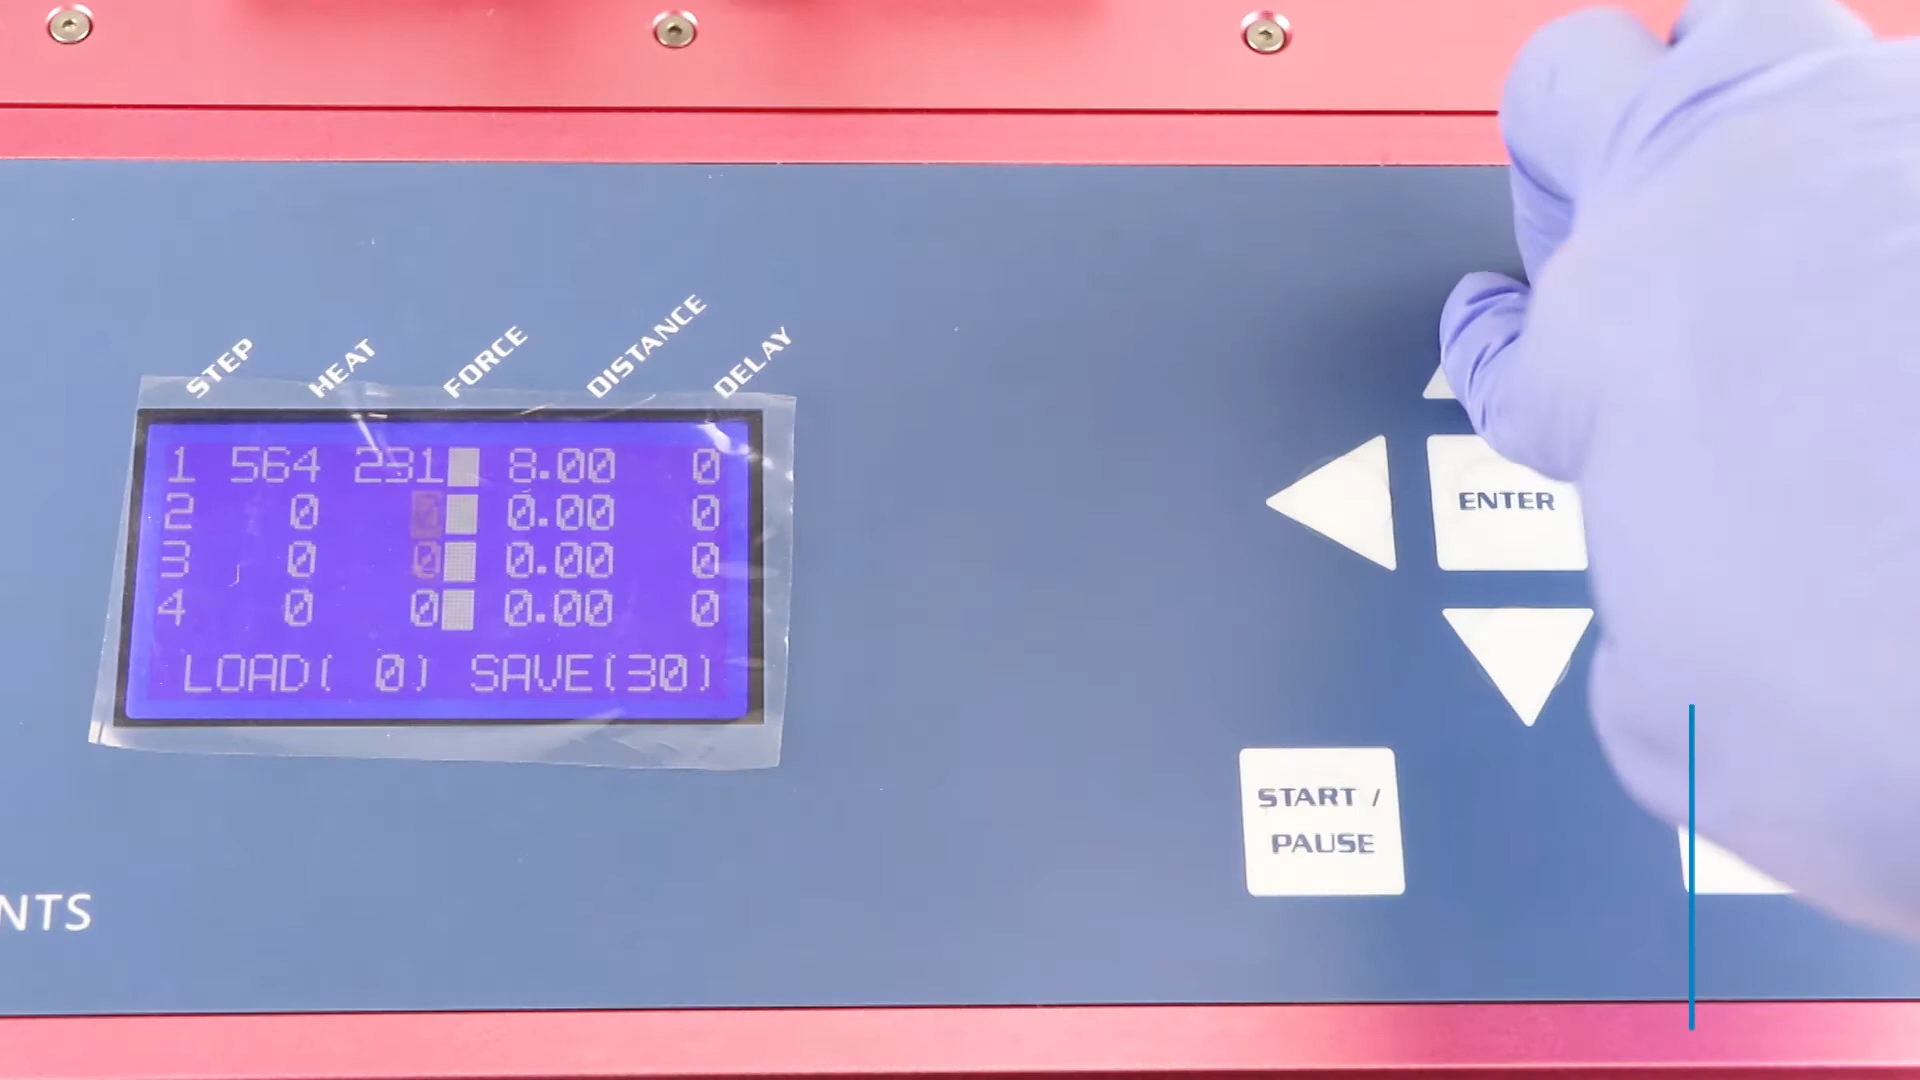 STEP HEAT FORCE DISTANCE DELAY
1 564 231 8.00 0
2 0 0 0.00 0
3 0 0 0.00 0
4 0 0 0.00 0
LOAD( 0) SAVE(30)
ENTER
START /
PAUSE
NTS